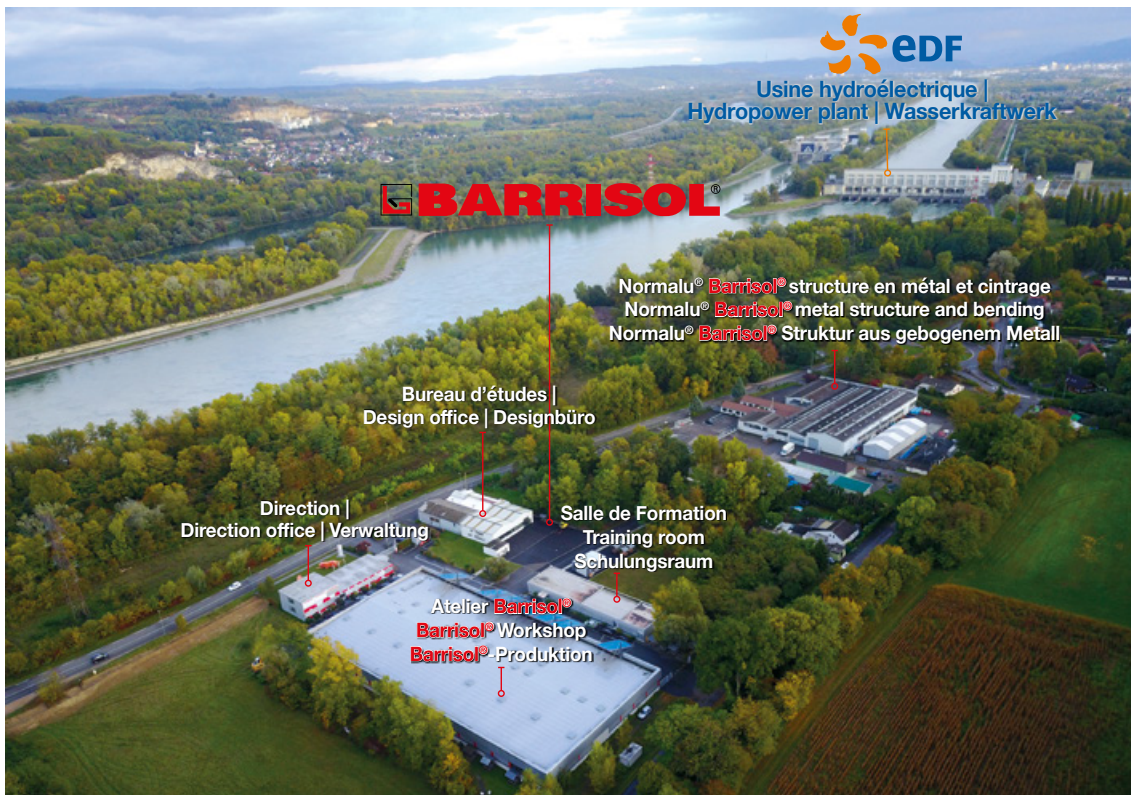 eDF
Usine hydroélectrique |
Hydropower plant | Wasserkraftwerk
BARRISOL®
Normalu® Barrisol® structure en métal et cintrage
Normalu® Barrisol® metal structure and bending
Normalu® Barrisol® Struktur aus gebogenem Metall
Bureau d’études |
Design office | Designbüro
Direction |
Direction office | Verwaltung
Salle de Formation
Training room
Schulungsraum
Atelier Barrisol®
Barrisol® Workshop
Barrisol®-Produktion